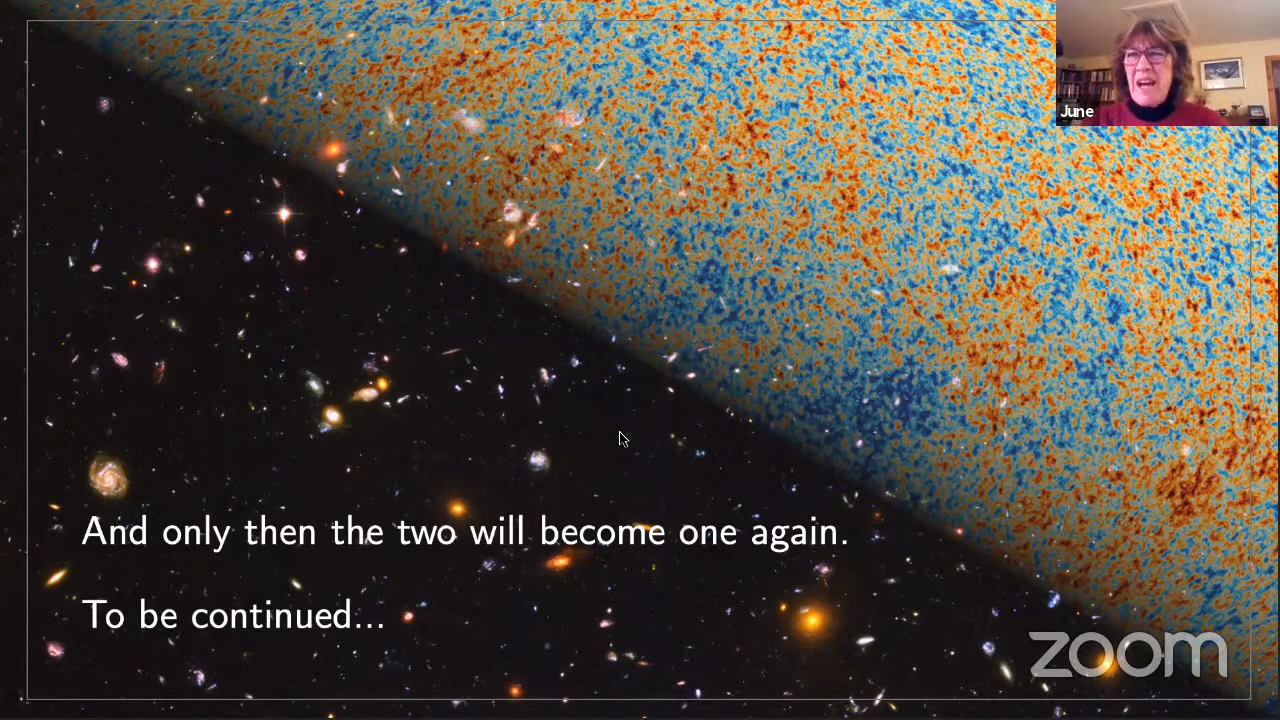 June
And only then the two will become one again.
To be continued...
zoom